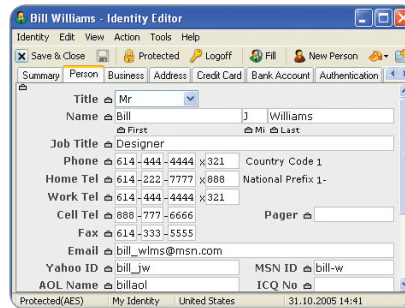 Bill Williams - Identity Editor
Identity Edit View Action Tools Help
Save & Close Protected Logoff Fill New Person
Summary Person Business Address Credit Card Bank Account Authentication
Title Mr
Name Bill J Williams
First Mi Last
Job Title Designer
Phone 614 - 444 - 4444 x 321 Country Code 1
Home Tel 614 - 222 - 7777 x 888 National Prefix 1-
Work Tel 614 - 444 - 4444 x 321
Cell Tel 888 - 777 - 6666 Pager
Fax 614 - 333 - 5555
Email bill_wlms@msn.com
Yahoo ID bill_jw MSN ID bill-w
AOL Name billaol ICQ No
Protected(AES) My Identity United States 31.10.2005 14:41